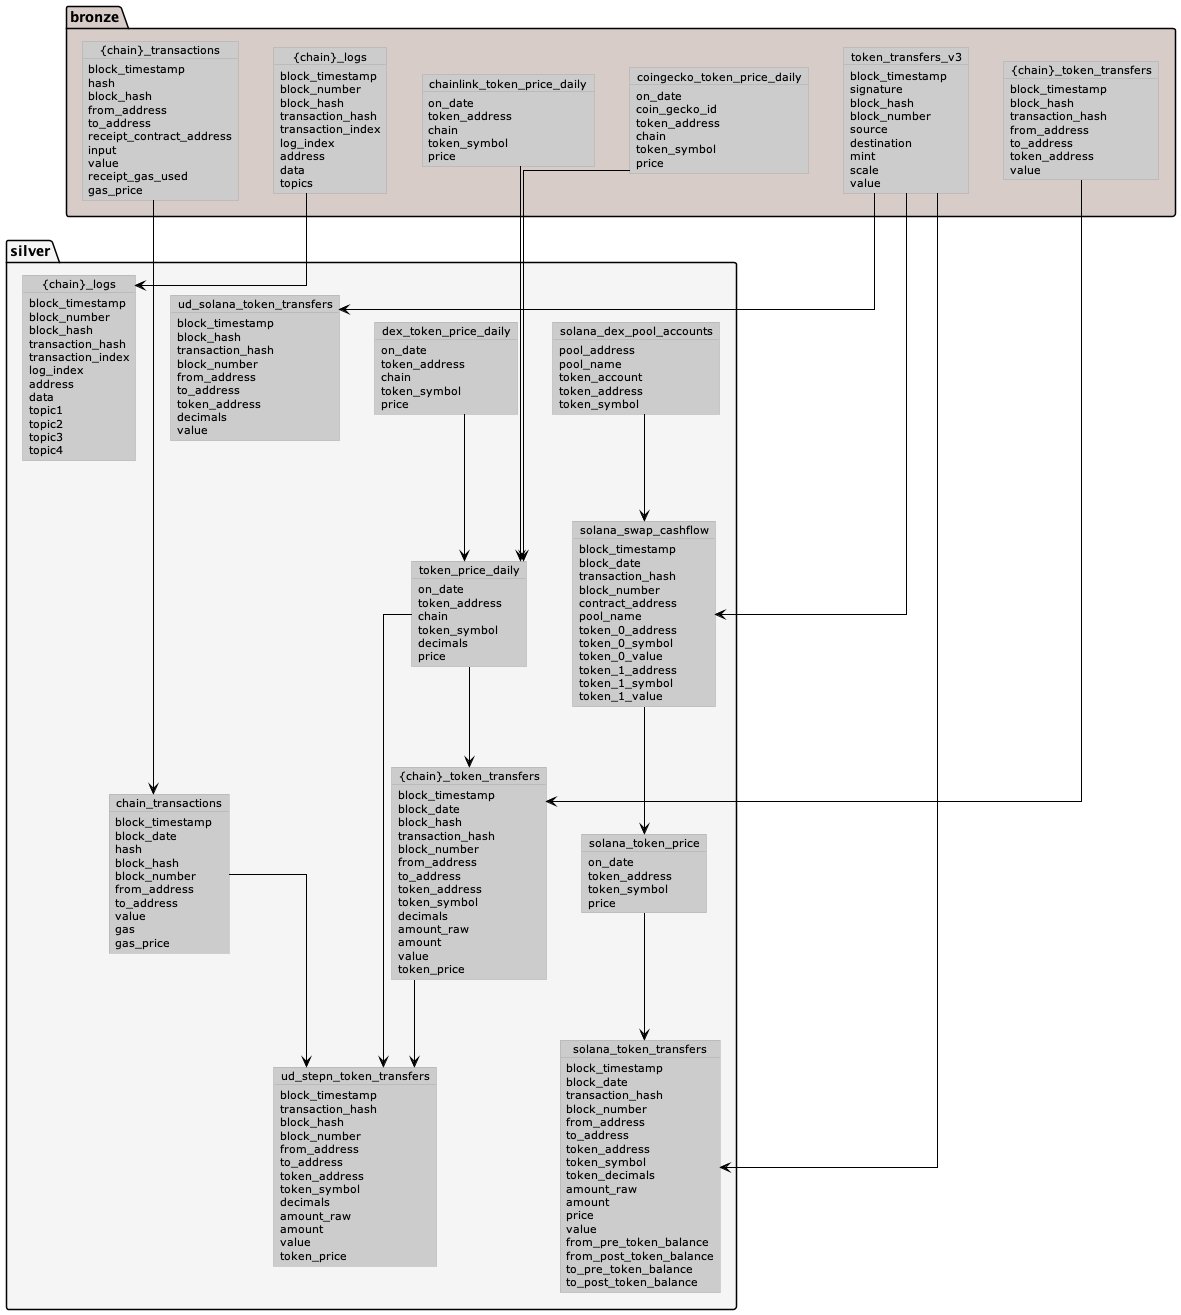 bronze
{chain}_transactions
block_timestamp
hash
block_hash
from_address
to_address
receipt_contract_address
input
value
receipt_gas_used
gas_price
{chain}_logs
block_timestamp
block_number
block_hash
transaction_hash
transaction_index
log_index
address
data
topics
chainlink_token_price_daily
on_date
token_address
chain
token_symbol
price
coingecko_token_price_daily
on_date
coin_gecko_id
token_address
chain
token_symbol
price
token_transfers_v3
block_timestamp
signature
block_hash
block_number
source
destination
mint
scale
value
{chain}_token_transfers
block_timestamp
block_hash
transaction_hash
from_address
to_address
token_address
value
silver
{chain}_logs
block_timestamp
block_number
block_hash
transaction_hash
transaction_index
log_index
address
data
topic1
topic2
topic3
topic4
ud_solana_token_transfers
block_timestamp
block_hash
transaction_hash
block_number
from_address
to_address
token_address
decimals
value
dex_token_price_daily
on_date
token_address
chain
token_symbol
price
solana_dex_pool_accounts
pool_address
pool_name
token_account
token_address
token_symbol
solana_swap_cashflow
block_timestamp
block_date
transaction_hash
block_number
contract_address
pool_name
token_0_address
token_0_symbol
token_0_value
token_1_address
token_1_symbol
token_1_value
token_price_daily
on_date
token_address
chain
token_symbol
decimals
price
{chain}_token_transfers
block_timestamp
block_date
block_hash
transaction_hash
block_number
from_address
to_address
token_address
token_symbol
decimals
amount_raw
amount
value
token_price
chain_transactions
block_timestamp
block_date
hash
block_hash
block_number
from_address
to_address
value
gas
gas_price
solana_token_price
on_date
token_address
token_symbol
price
ud_stepn_token_transfers
block_timestamp
transaction_hash
block_hash
block_number
from_address
to_address
token_address
token_symbol
decimals
amount_raw
amount
value
token_price
solana_token_transfers
block_timestamp
block_date
transaction_hash
block_number
from_address
to_address
token_address
token_symbol
token_decimals
amount_raw
amount
price
value
from_pre_token_balance
from_post_token_balance
to_pre_token_balance
to_post_token_balance